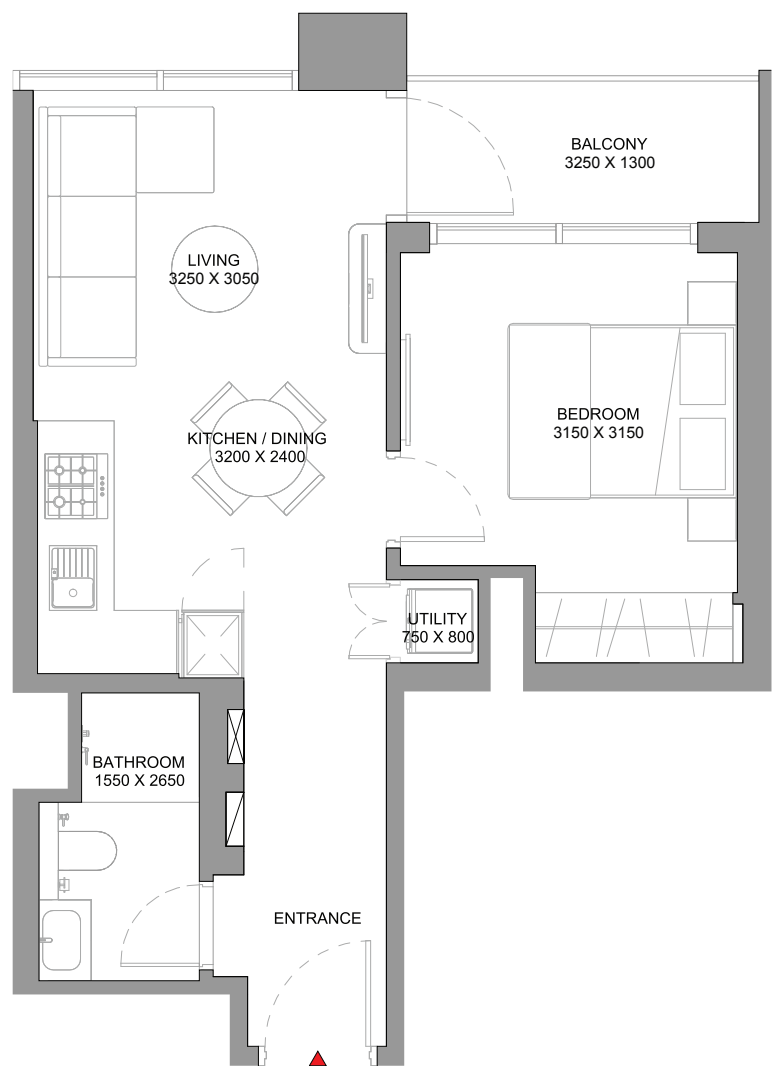 BALCONY
3250 X 1300
LIVING
3250 X 3050
BEDROOM
3150 X 3150
KITCHEN / DINING
3200 X 2400
UTILITY
750 X 800
BATHROOM
1550 X 2650
ENTRANCE